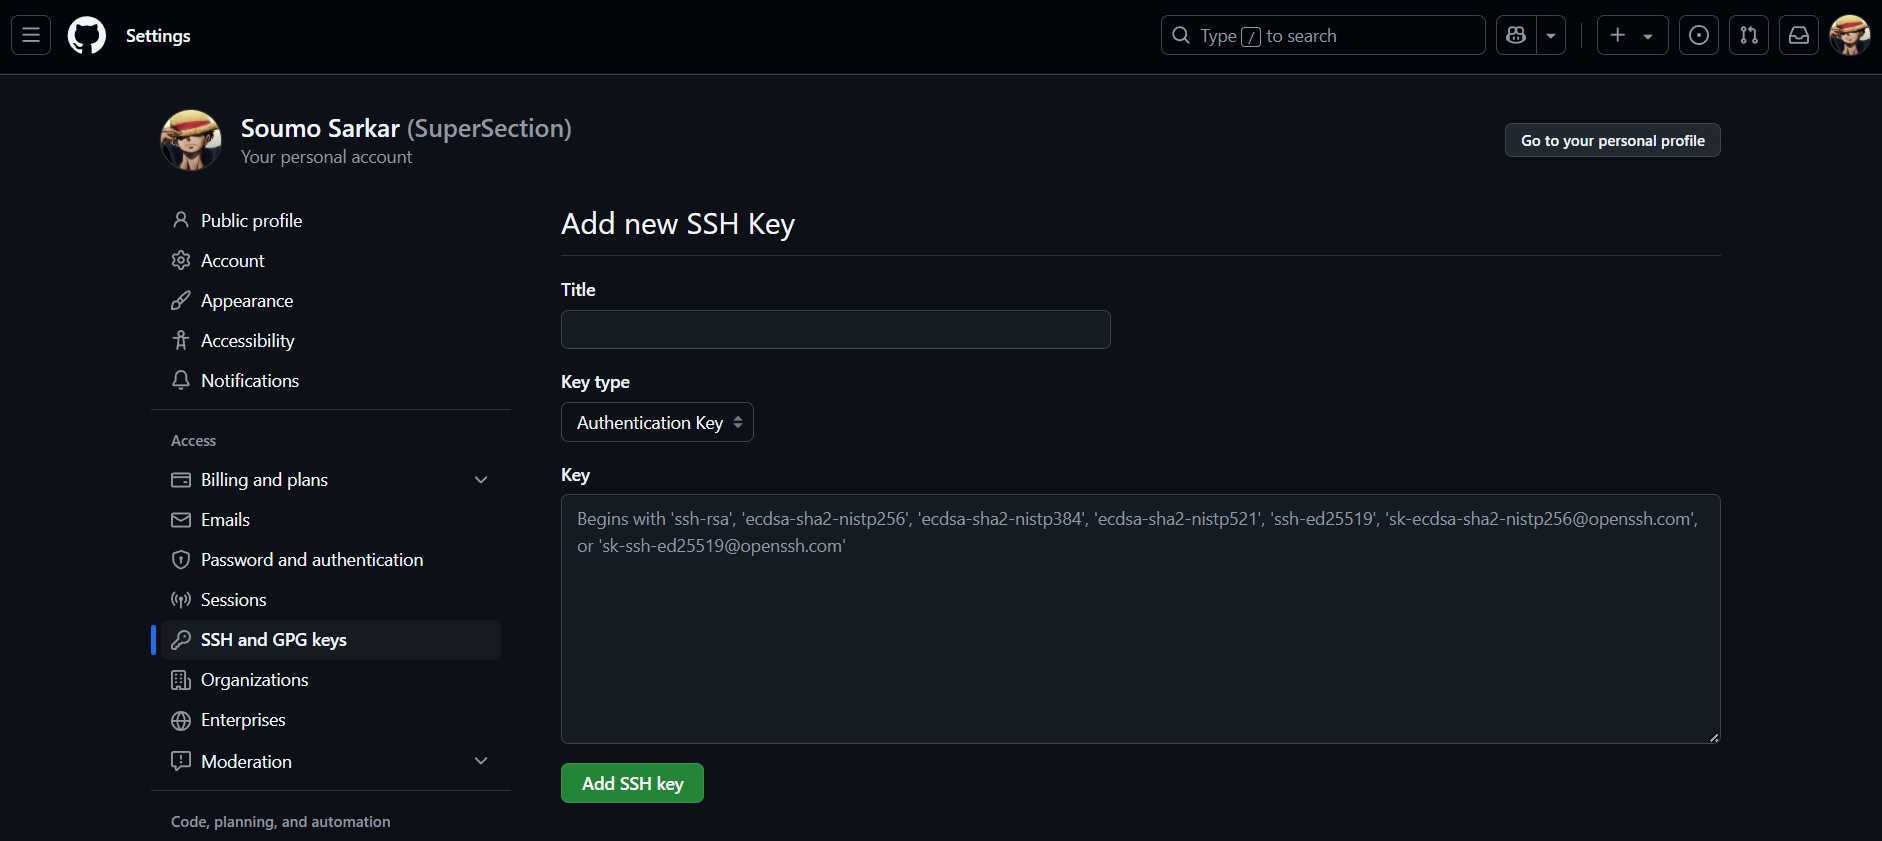 Settings
Type / to search
Soumo Sarkar (SuperSection)
Your personal account
Go to your personal profile
Public profile
Account
Appearance
Accessibility
Notifications
Access
Billing and plans
Emails
Password and authentication
Sessions
SSH and GPG keys
Organizations
Enterprises
Moderation
Code, planning, and automation
Add new SSH Key
Title
Key type
Authentication Key
Key
Begins with 'ssh-rsa', 'ecdsa-sha2-nistp256', 'ecdsa-sha2-nistp384', 'ecdsa-sha2-nistp521', 'ssh-ed25519', 'sk-ecdsa-sha2-nistp256@openssh.com',
or 'sk-ssh-ed25519@openssh.com'
Add SSH key